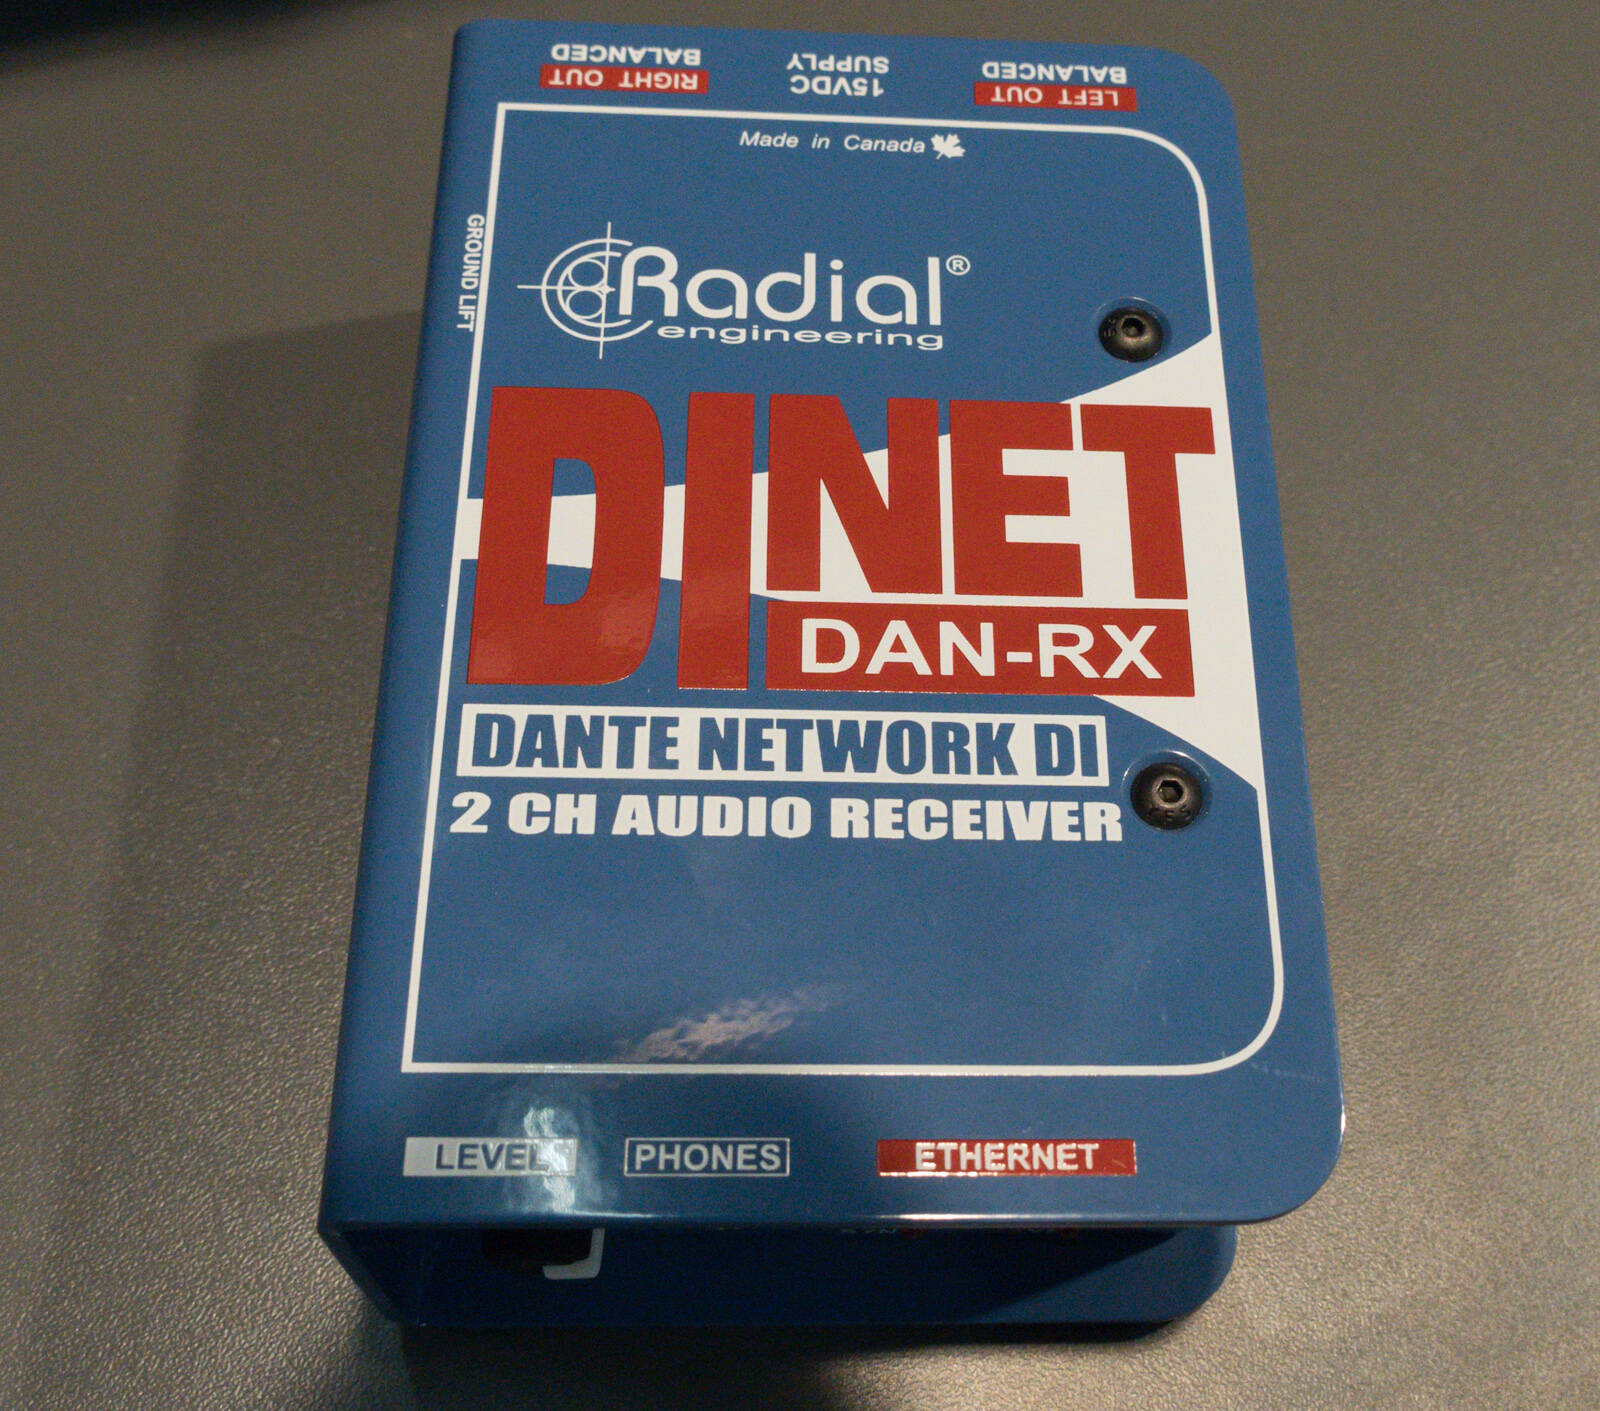 RIGHT OUT
BALANCED
15VDC
SUPPLY
LEFT OUT
BALANCED
Made in Canada
GROUND LIFT
Radial®
engineering
DINET
DAN-RX
DANTE NETWORK DI
2 CH AUDIO RECEIVER
LEVEL
PHONES
ETHERNET